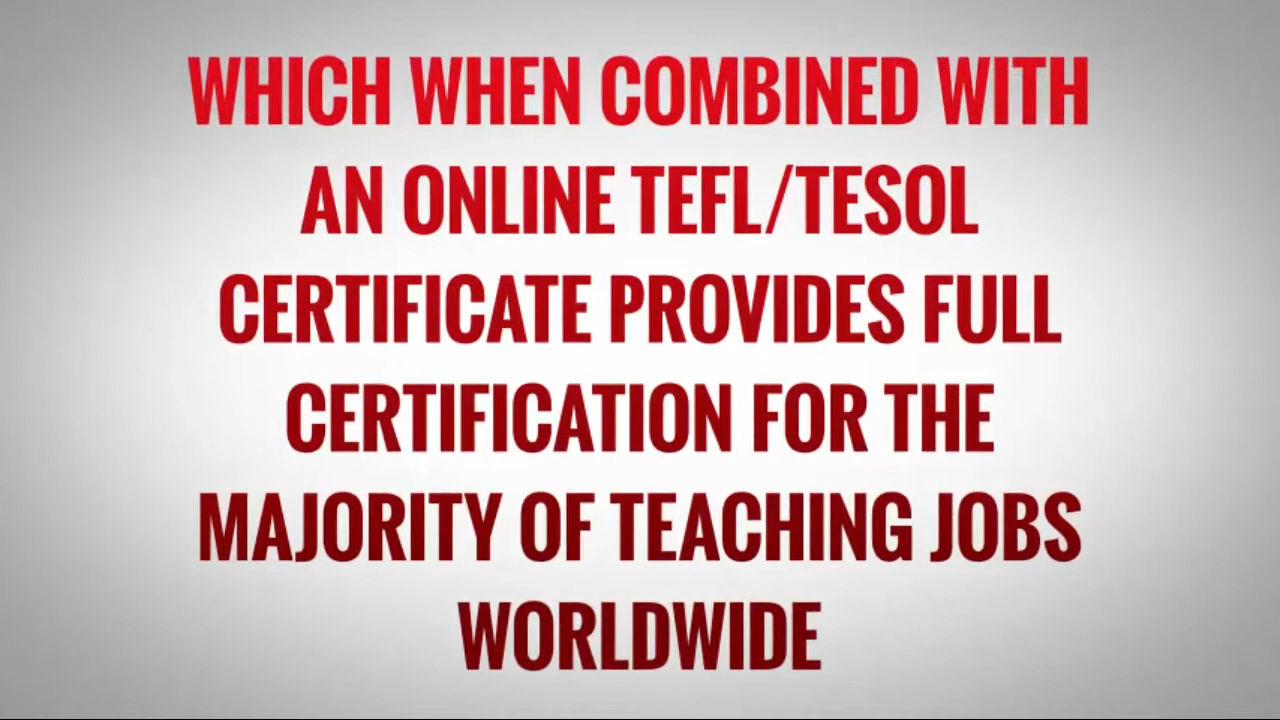 WHICH WHEN COMBINED WITH
AN ONLINE TEFL/TESOL
CERTIFICATE PROVIDES FULL
CERTIFICATION FOR THE
MAJORITY OF TEACHING JOBS
WORLDWIDE